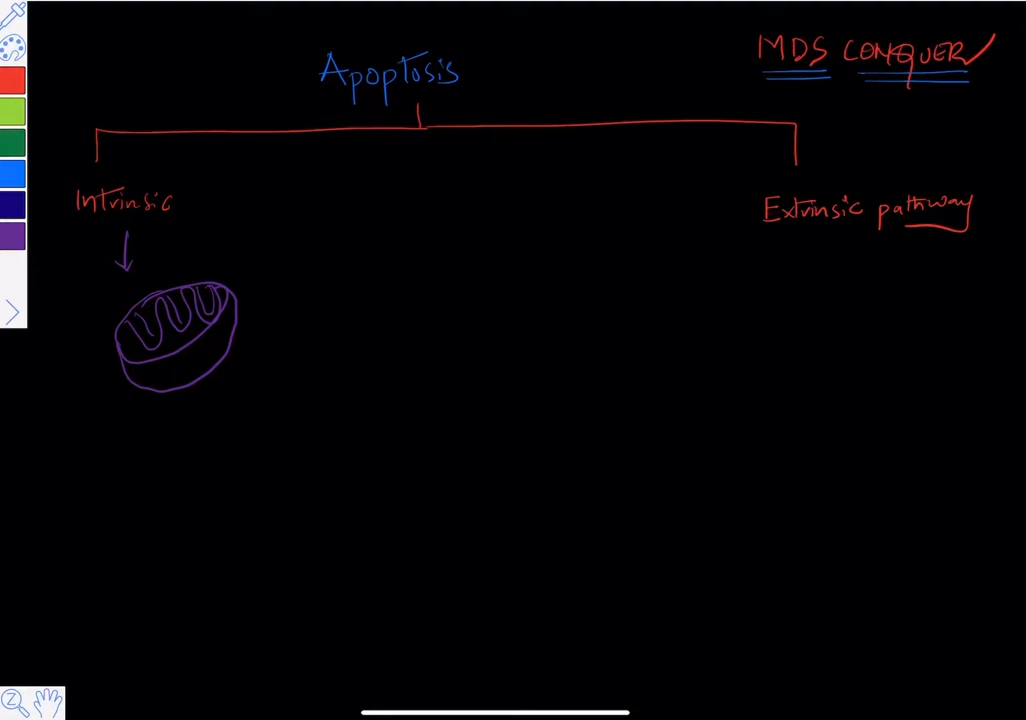 MDS CONQUER
Apoptosis
Intrinsic
Extrinsic pathway
Z